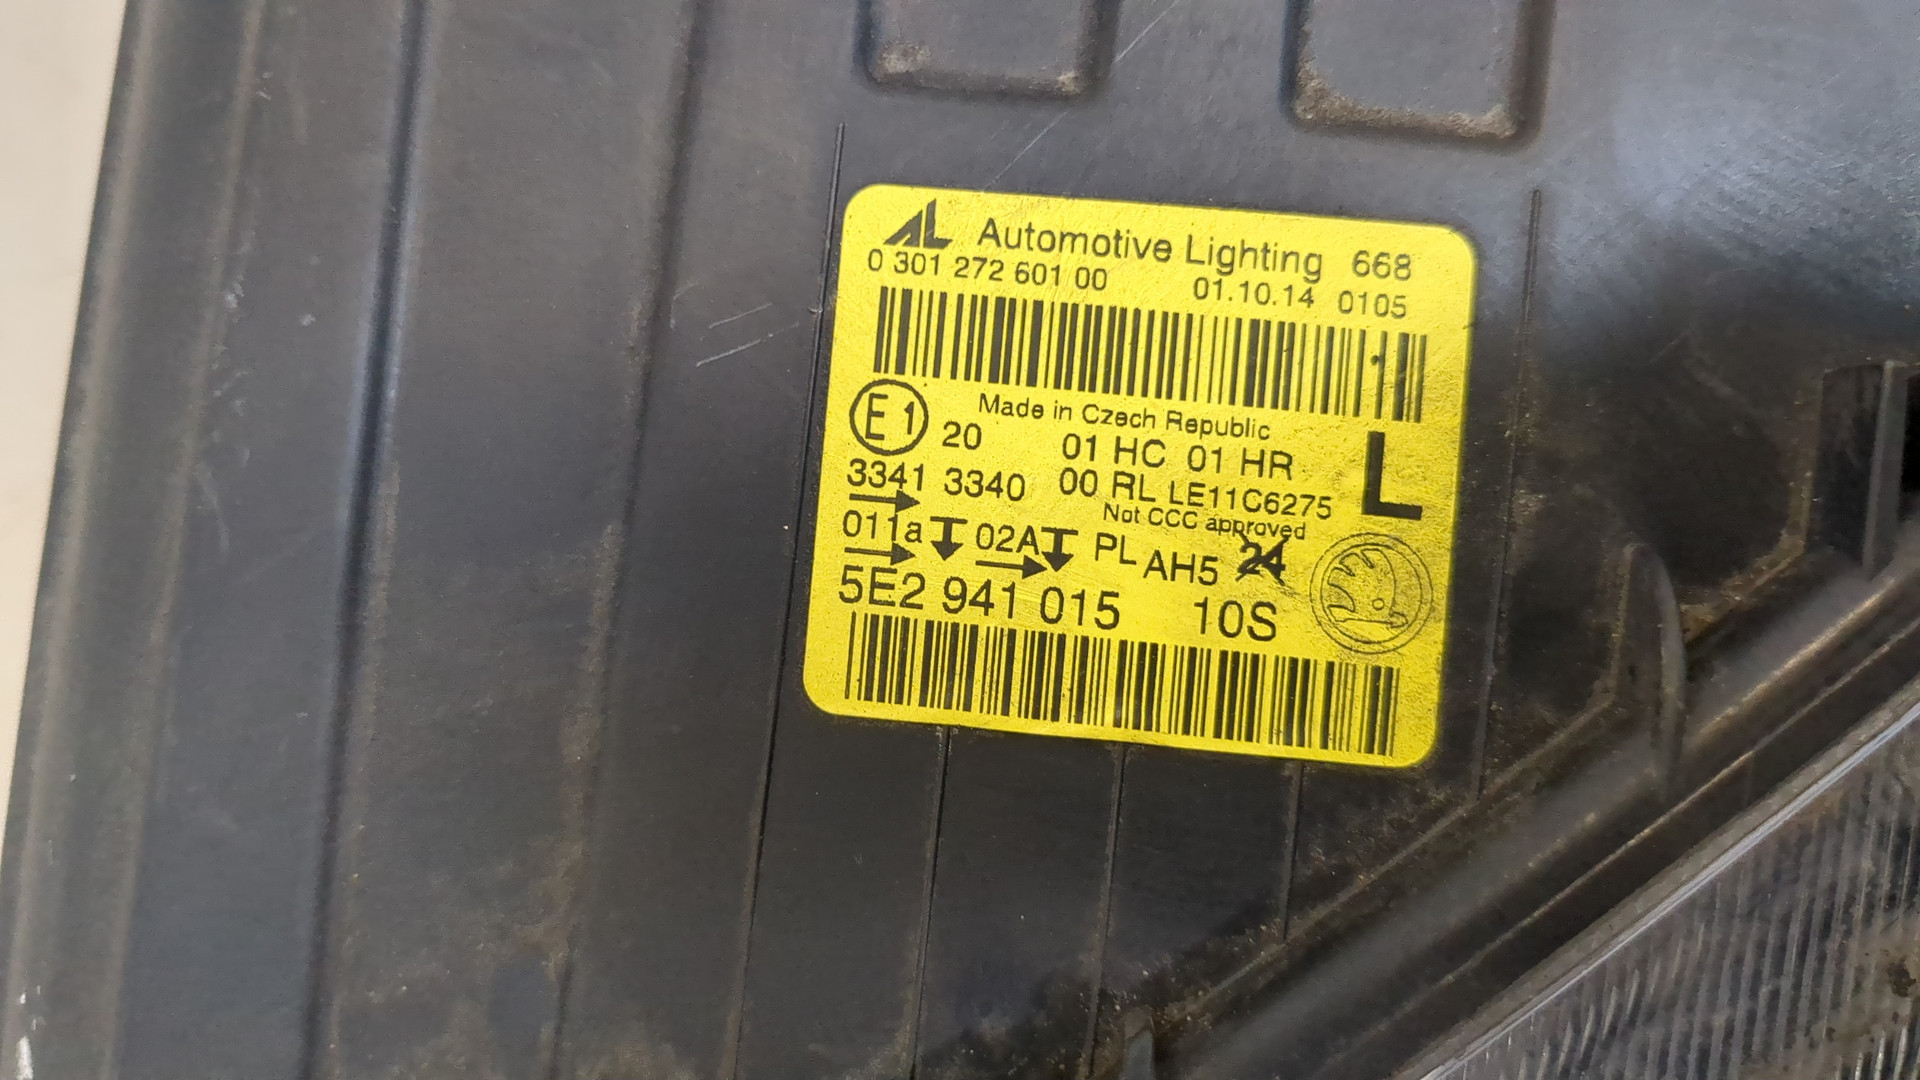 AL Automotive Lighting 668
0 301 272 601 00 01.10.14 0105
Made in Czech Republic
E1 20 01 HC 01 HR L
3341 3340 00 RL LE11C6275
Not CCC approved
011a 02A PL AH5 24
5E2 941 015 10S